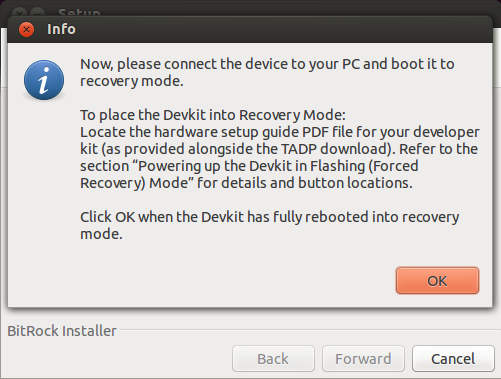 Setup
Info
Now, please connect the device to your PC and boot it to
recovery mode.
To place the Devkit into Recovery Mode:
Locate the hardware setup guide PDF file for your developer
kit (as provided alongside the TADP download). Refer to the
section “Powering up the Devkit in Flashing (Forced
Recovery) Mode” for details and button locations.
Click OK when the Devkit has fully rebooted into recovery
mode.
OK
BitRock Installer
Back
Forward
Cancel